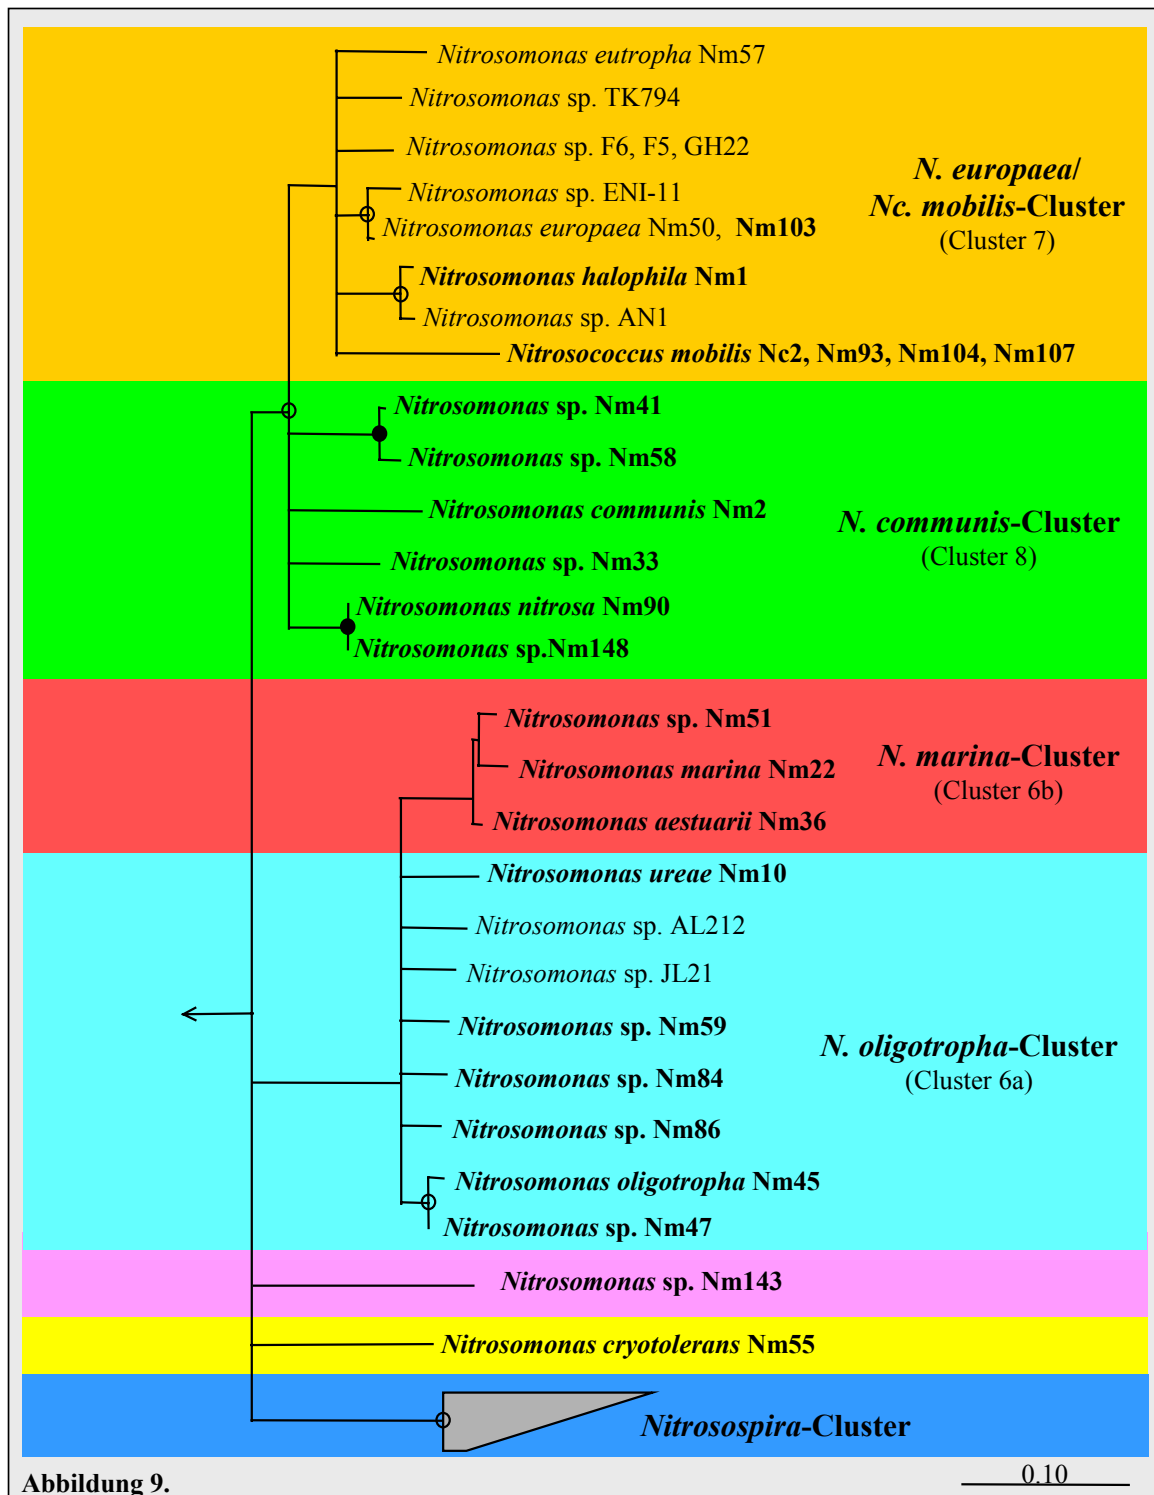 Nitrosomonas eutropha Nm57
Nitrosomonas sp. TK794
Nitrosomonas sp. F6, F5, GH22
Nitrosomonas sp. ENI-11
Nitrosomonas europaea Nm50, Nm103
Nitrosomonas halophila Nm1
Nitrosomonas sp. AN1
Nitrosococcus mobilis Nc2, Nm93, Nm104, Nm107
N. europaea/
Nc. mobilis-Cluster
(Cluster 7)
Nitrosomonas sp. Nm41
Nitrosomonas sp. Nm58
Nitrosomonas communis Nm2
Nitrosomonas sp. Nm33
Nitrosomonas nitrosa Nm90
Nitrosomonas sp.Nm148
N. communis-Cluster
(Cluster 8)
Nitrosomonas sp. Nm51
Nitrosomonas marina Nm22
Nitrosomonas aestuarii Nm36
N. marina-Cluster
(Cluster 6b)
Nitrosomonas ureae Nm10
Nitrosomonas sp. AL212
Nitrosomonas sp. JL21
Nitrosomonas sp. Nm59
Nitrosomonas sp. Nm84
Nitrosomonas sp. Nm86
Nitrosomonas oligotropha Nm45
Nitrosomonas sp. Nm47
N. oligotropha-Cluster
(Cluster 6a)
Nitrosomonas sp. Nm143
Nitrosomonas cryotolerans Nm55
Nitrosospira-Cluster
Abbildung 9.
0.10